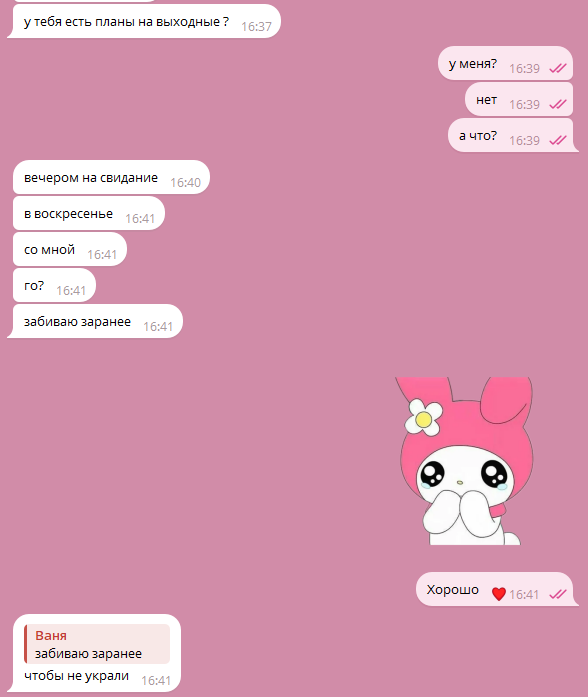 у тебя есть планы на выходные ? 16:37
у меня? 16:39
нет 16:39
а что? 16:39
вечером на свидание 16:40
в воскресенье 16:41
со мной 16:41
го? 16:41
забиваю заранее 16:41
Хорошо ❤️ 16:41
Ваня
забиваю заранее
чтобы не украли 16:41